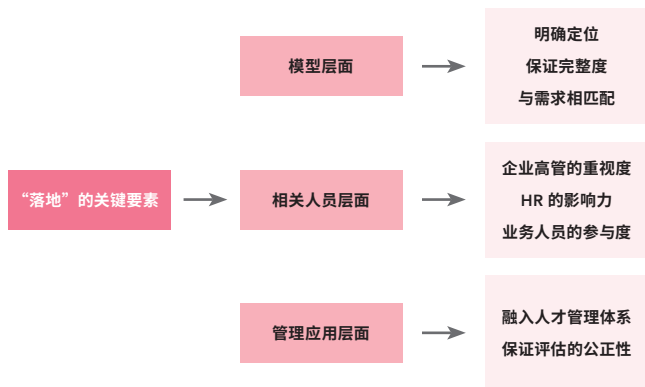 “落地”的关键要素
模型层面
明确定位
保证完整度
与需求相匹配
相关人员层面
企业高管的重视度
HR 的影响力
业务人员的参与度
管理应用层面
融入人才管理体系
保证评估的公正性